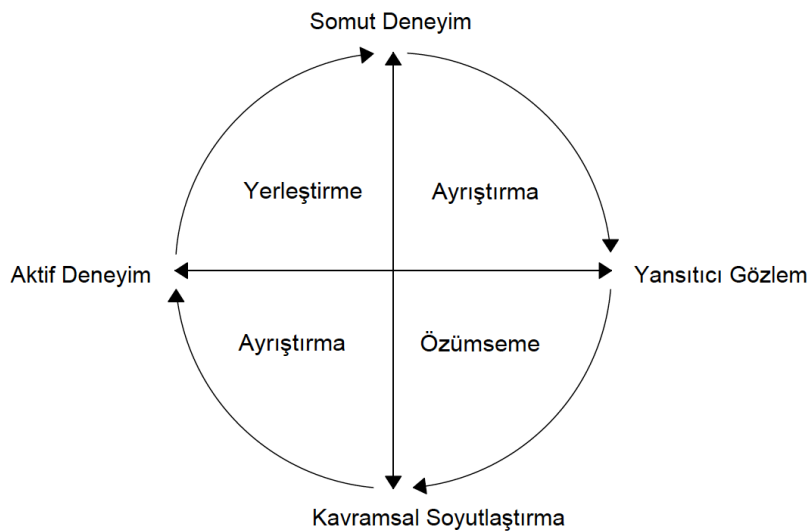 Somut Deneyim
Yerleştirme
Ayrıştırma
Aktif Deneyim
Yansıtıcı Gözlem
Ayrıştırma
Özümseme
Kavramsal Soyutlaştırma